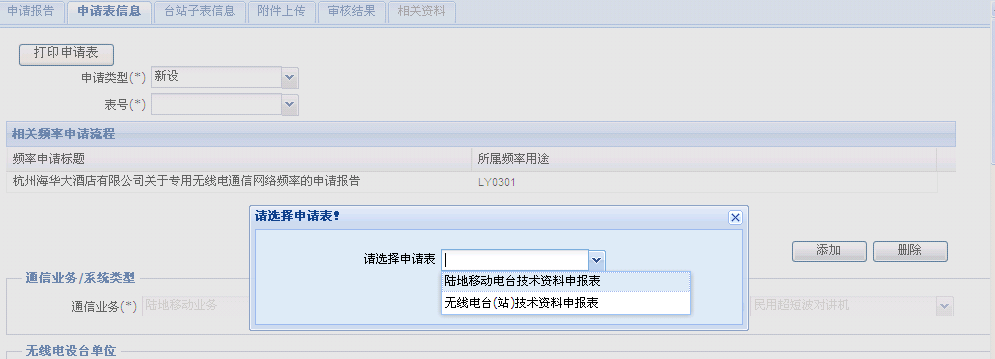 申请报告 申请表信息 台站子表信息 附件上传 审核结果 相关资料
打印申请表
申请类型(*) 新设
表号(*)
相关频率申请流程
频率申请标题 所属频率用途
杭州海华大酒店有限公司关于专用无线电通信网络频率的申请报告 LY0301
请选择申请表!
添加 删除
请选择申请表
陆地移动电台技术资料申报表
无线电台(站)技术资料申报表
通信业务/系统类型
通信业务(*) 陆地移动业务 民用超短波对讲机
无线电设台单位